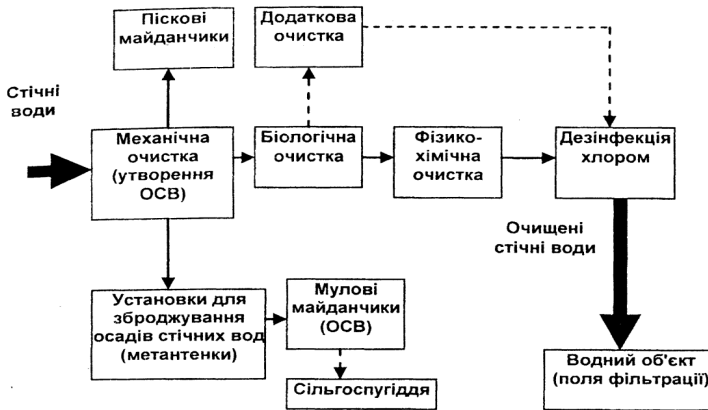 Піскові
майданчики
Додаткова
очистка
Стічні
води
Механічна
очистка
(утворення
ОСВ)
Біологічна
очистка
Фізико-
хімічна
очистка
Дезінфекція
хлором
Очищені
стічні води
Установки для
зброджування
осадів стічних вод
(метантенки)
Мулові
майданчики
(ОСВ)
Сільгоспугіддя
Водний об'єкт
(поля фільтрації)